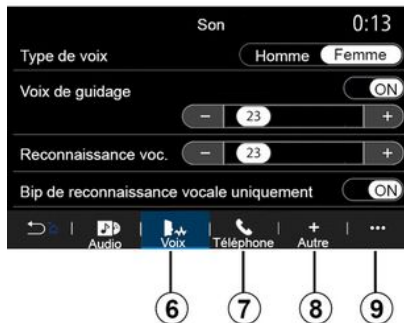 Son 0:13
Type de voix Homme Femme
Voix de guidage ON
− 23 +
Reconnaissance voc. − 23 +
Bip de reconnaissance vocale uniquement ON
Audio Voix Téléphone + Autre ...
6 7 8 9